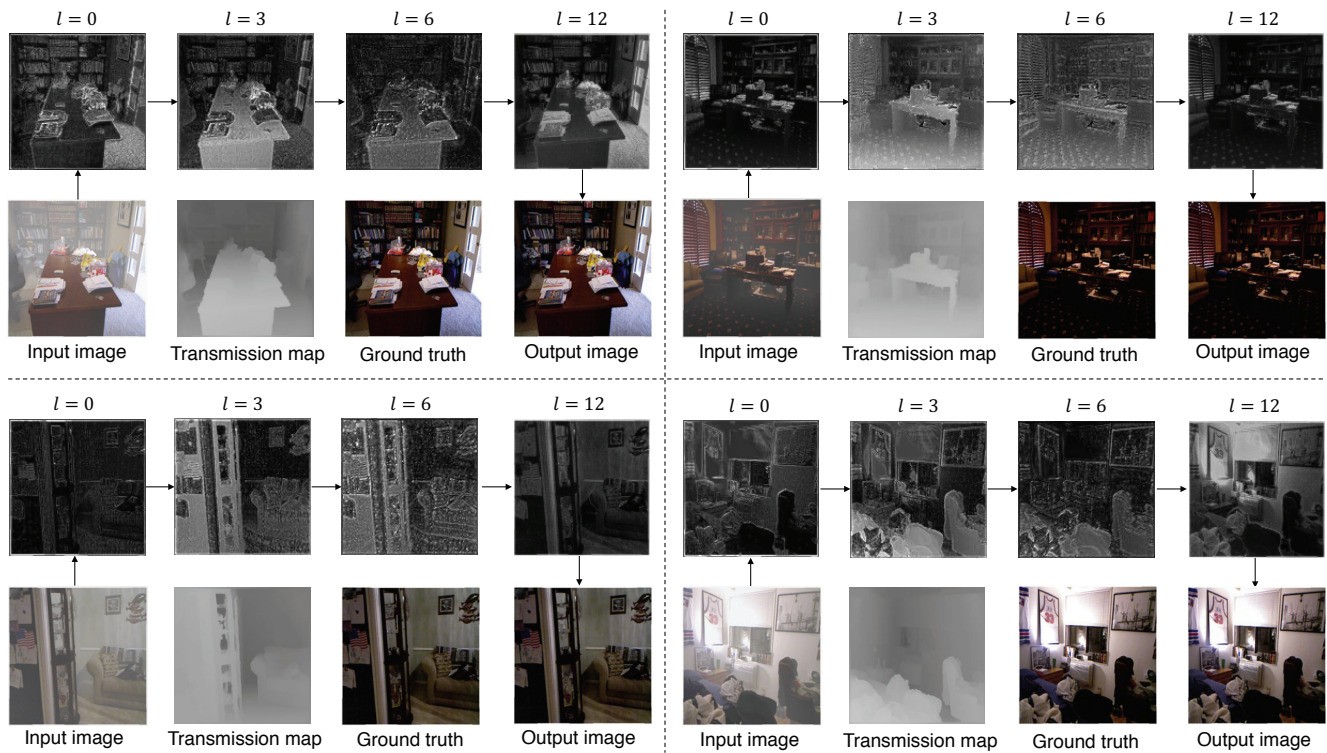 l = 0 l = 3 l = 6 l = 12
Input image Transmission map Ground truth Output image
l = 0 l = 3 l = 6 l = 12
Input image Transmission map Ground truth Output image
l = 0 l = 3 l = 6 l = 12
Input image Transmission map Ground truth Output image
l = 0 l = 3 l = 6 l = 12
Input image Transmission map Ground truth Output image